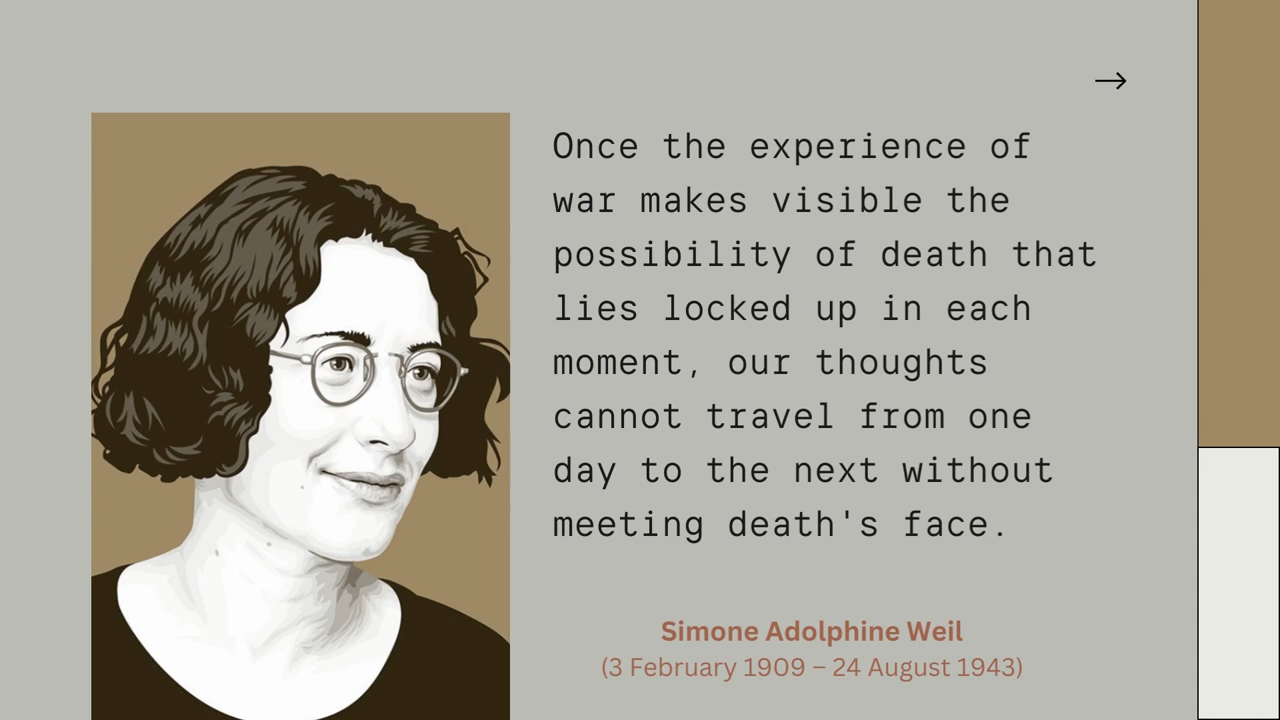 Once the experience of
war makes visible the
possibility of death that
lies locked up in each
moment, our thoughts
cannot travel from one
day to the next without
meeting death's face.
Simone Adolphine Weil
(3 February 1909 – 24 August 1943)